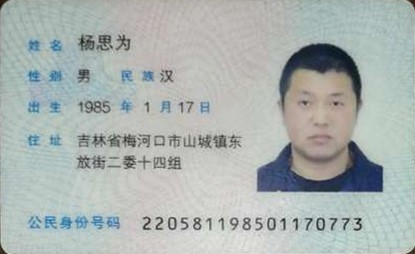 姓名 杨思为
性别 男 民族 汉
出生 1985 年 1 月 17 日
住址 吉林省梅河口市山城镇东
放街二委十四组
公民身份号码 220581198501170773